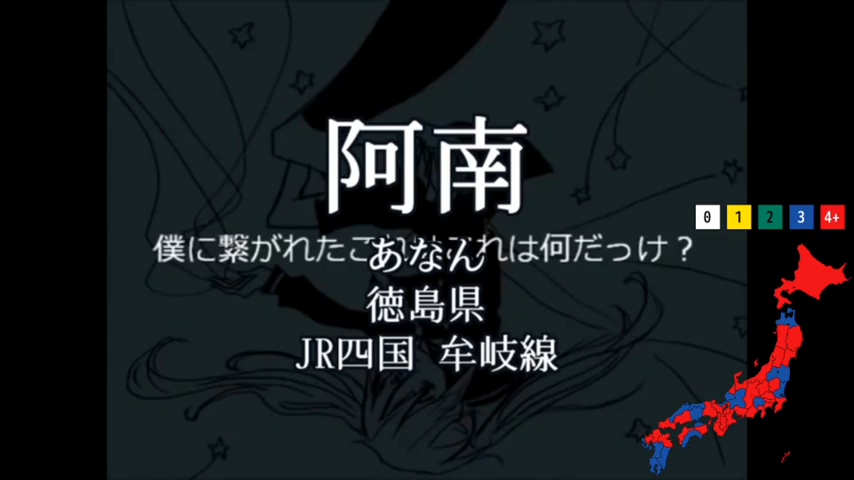 阿南
僕に繋がれたこ
れは何だっけ？
あなん
徳島県
JR四国 牟岐線
0 1 2 3 4+